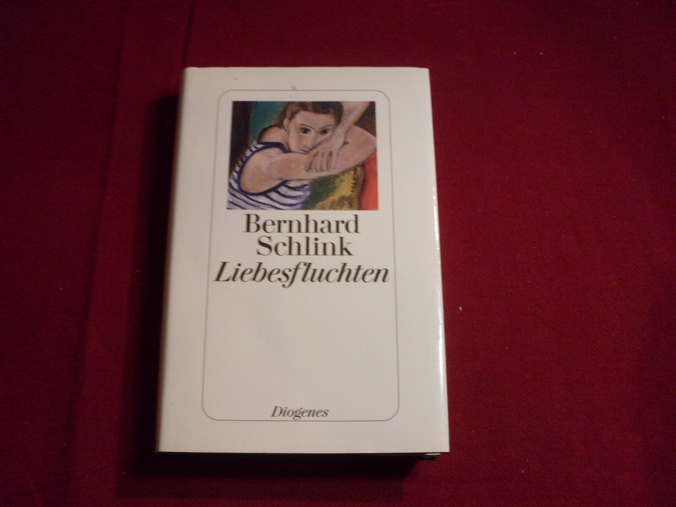 Bernhard
Schlink
Liebesfluchten
Diogenes